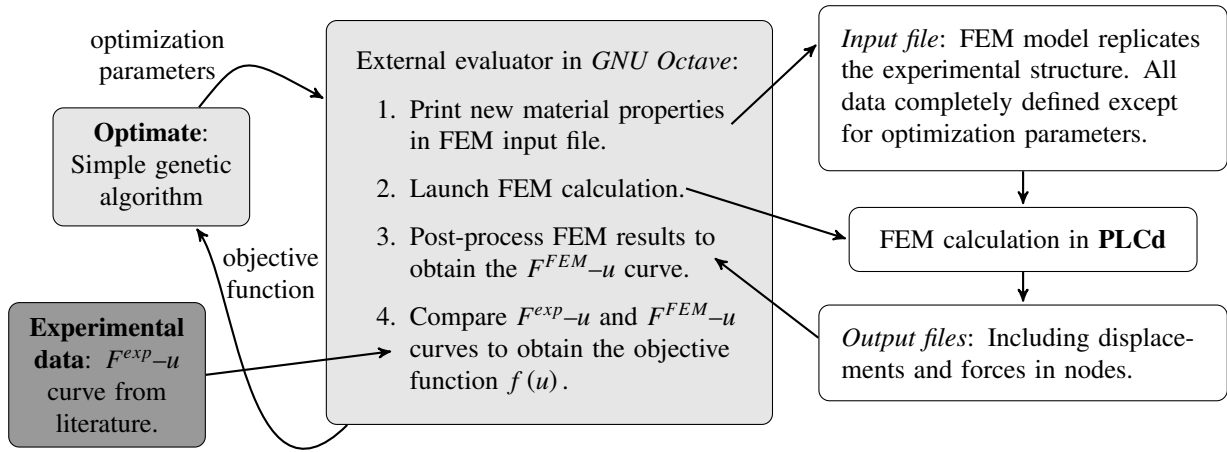 optimization
parameters
Optimate:
Simple genetic
algorithm
objective
function
Experimental
data: F^exp–u
curve from
literature.
External evaluator in GNU Octave:
1. Print new material properties
in FEM input file.
2. Launch FEM calculation.
3. Post-process FEM results to
obtain the F^FEM–u curve.
4. Compare F^exp–u and F^FEM–u
curves to obtain the objective
function f (u).
Input file: FEM model replicates
the experimental structure. All
data completely defined except
for optimization parameters.
FEM calculation in PLCd
Output files: Including displace-
ments and forces in nodes.